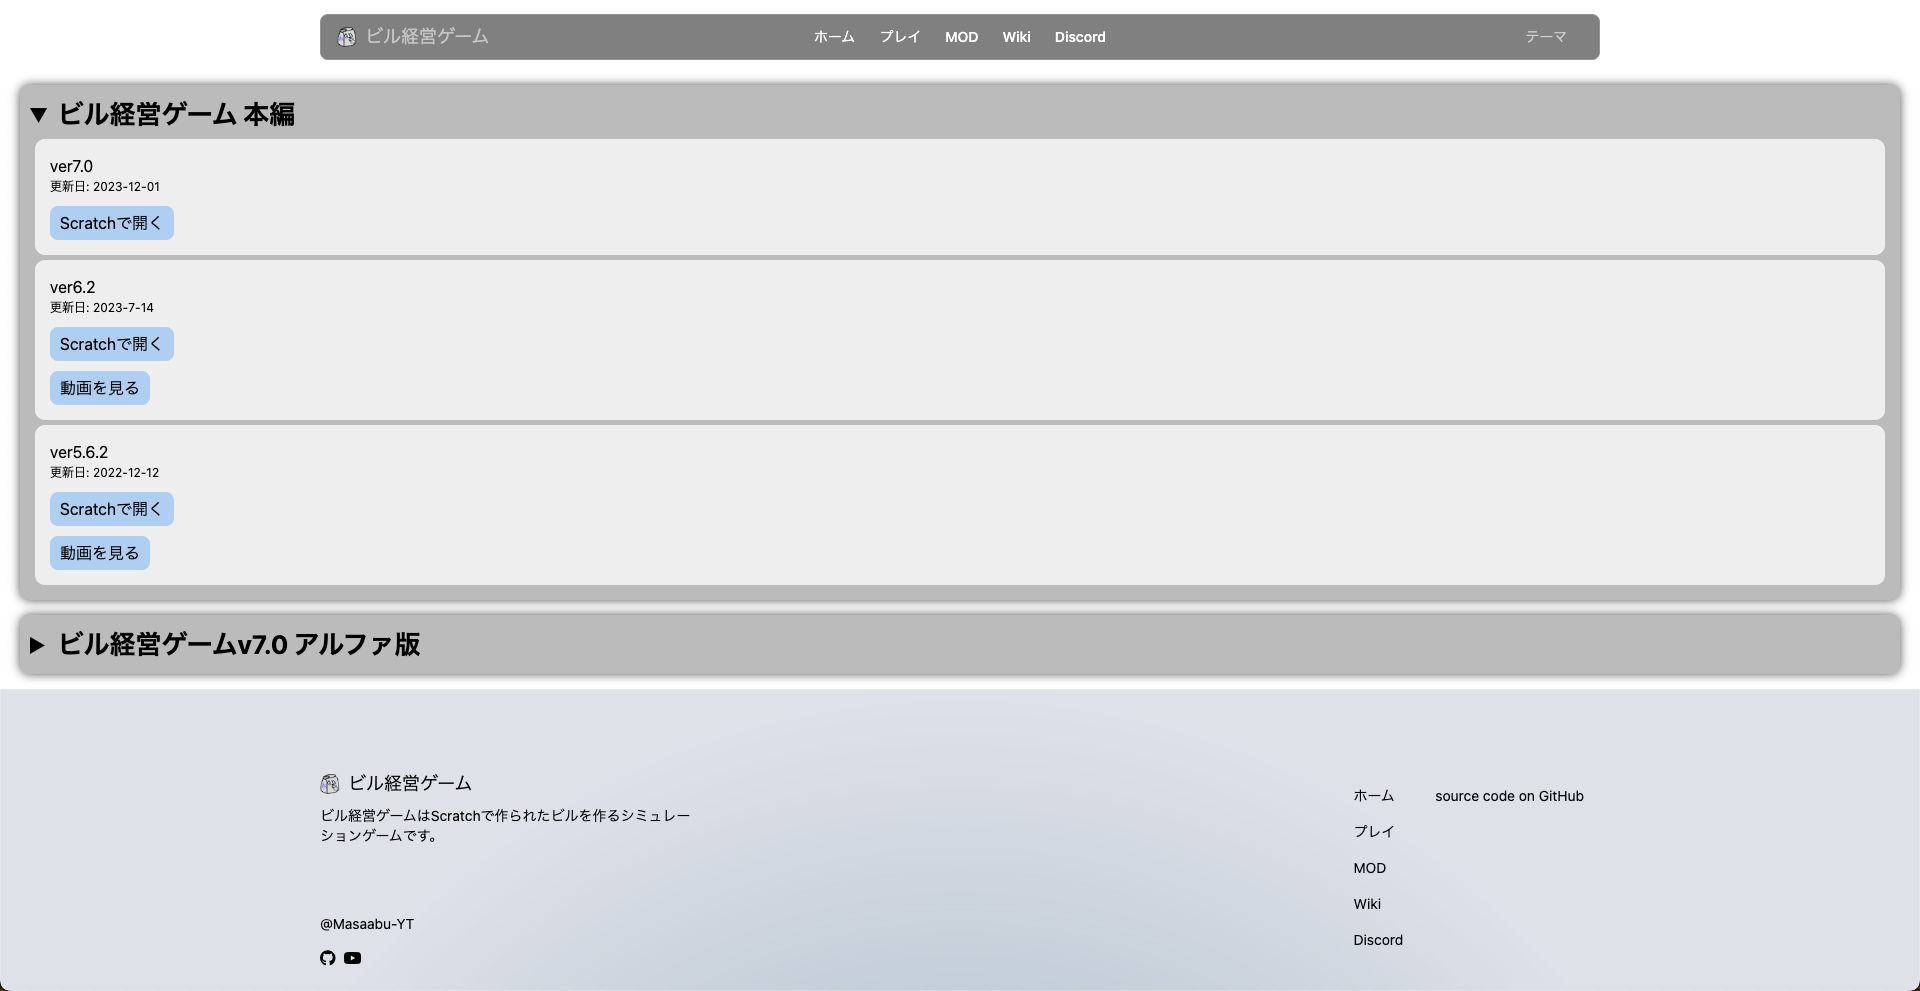 ビル経営ゲーム
ホーム プレイ MOD Wiki Discord
テーマ
ビル経営ゲーム 本編
ver7.0
更新日: 2023-12-01
Scratchで開く
ver6.2
更新日: 2023-7-14
Scratchで開く
動画を見る
ver5.6.2
更新日: 2022-12-12
Scratchで開く
動画を見る
ビル経営ゲームv7.0 アルファ版
ビル経営ゲーム
ビル経営ゲームはScratchで作られたビルを作るシミュレー
ションゲームです。
@Masaabu-YT
ホーム
プレイ
MOD
Wiki
Discord
source code on GitHub